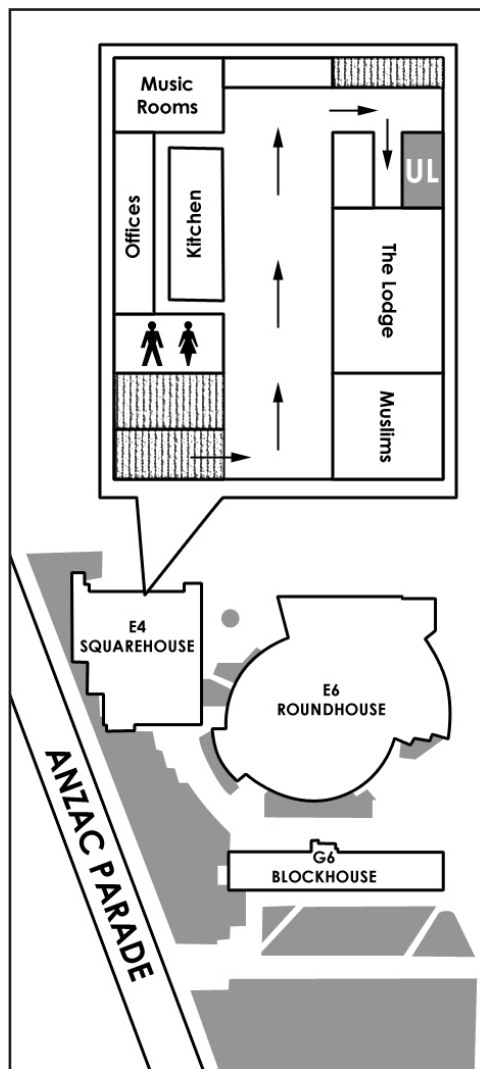 Music
Rooms
UL
Offices
Kitchen
The Lodge
Muslims
E4
SQUAREHOUSE
E6
ROUNDHOUSE
ANZAC PARADE
G6
BLOCKHOUSE